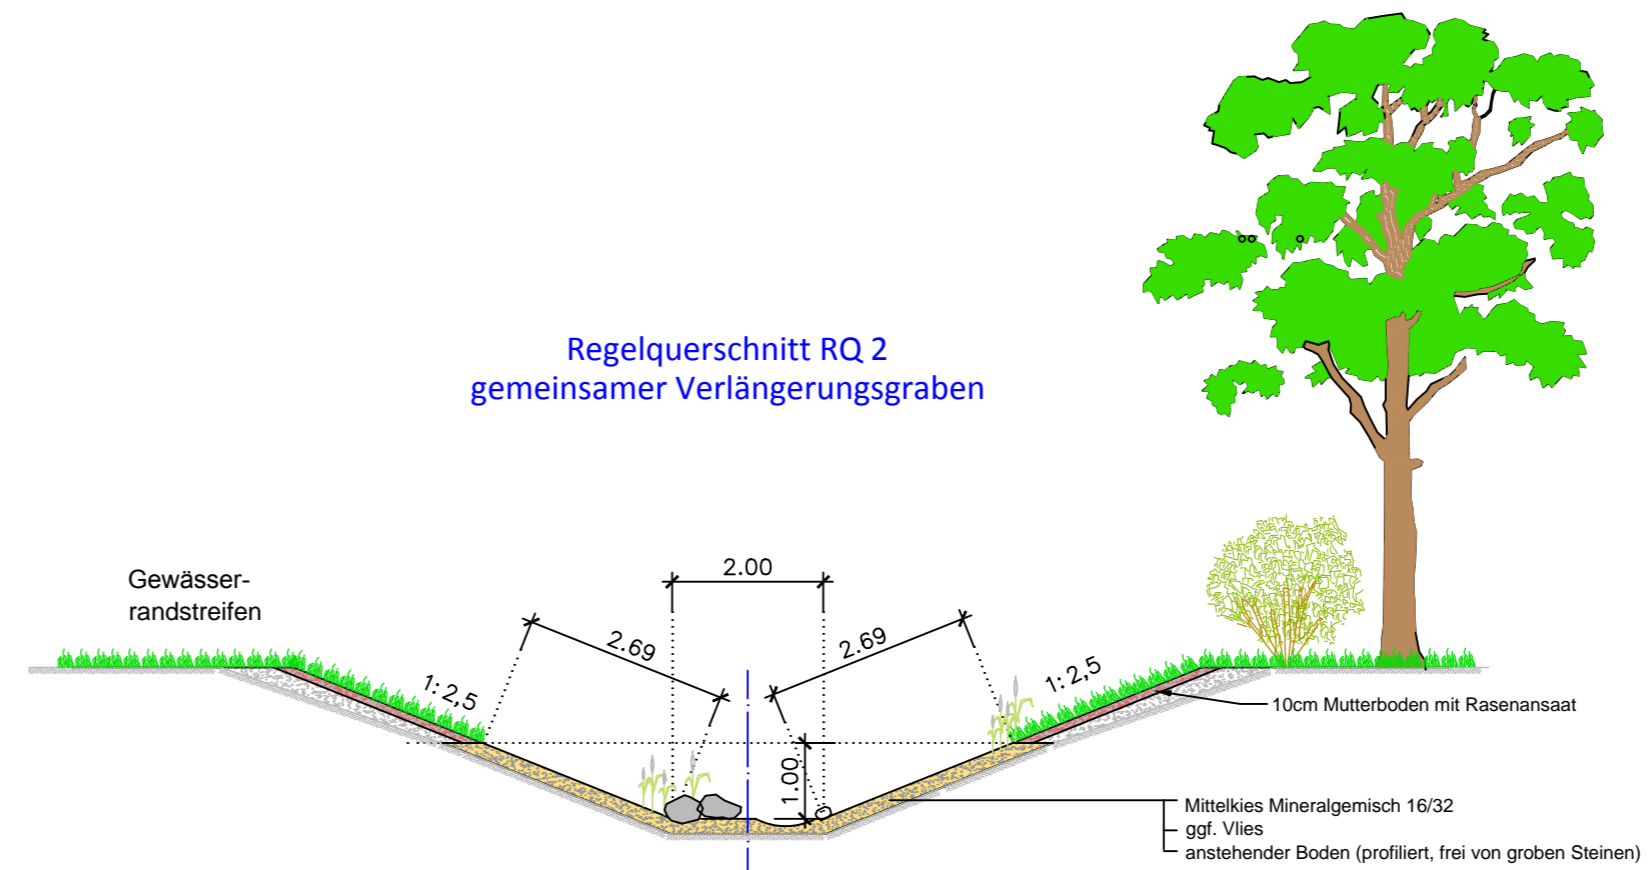 Regelquerschnitt RQ 2
gemeinsamer Verlängerungsgraben
Gewässer-
randstreifen
2.00
2.69
2.69
1: 2,5
1: 2,5
1.00
10cm Mutterboden mit Rasenansaat
Mittelkies Mineralgemisch 16/32
ggf. Vlies
anstehender Boden (profiliert, frei von groben Steinen)